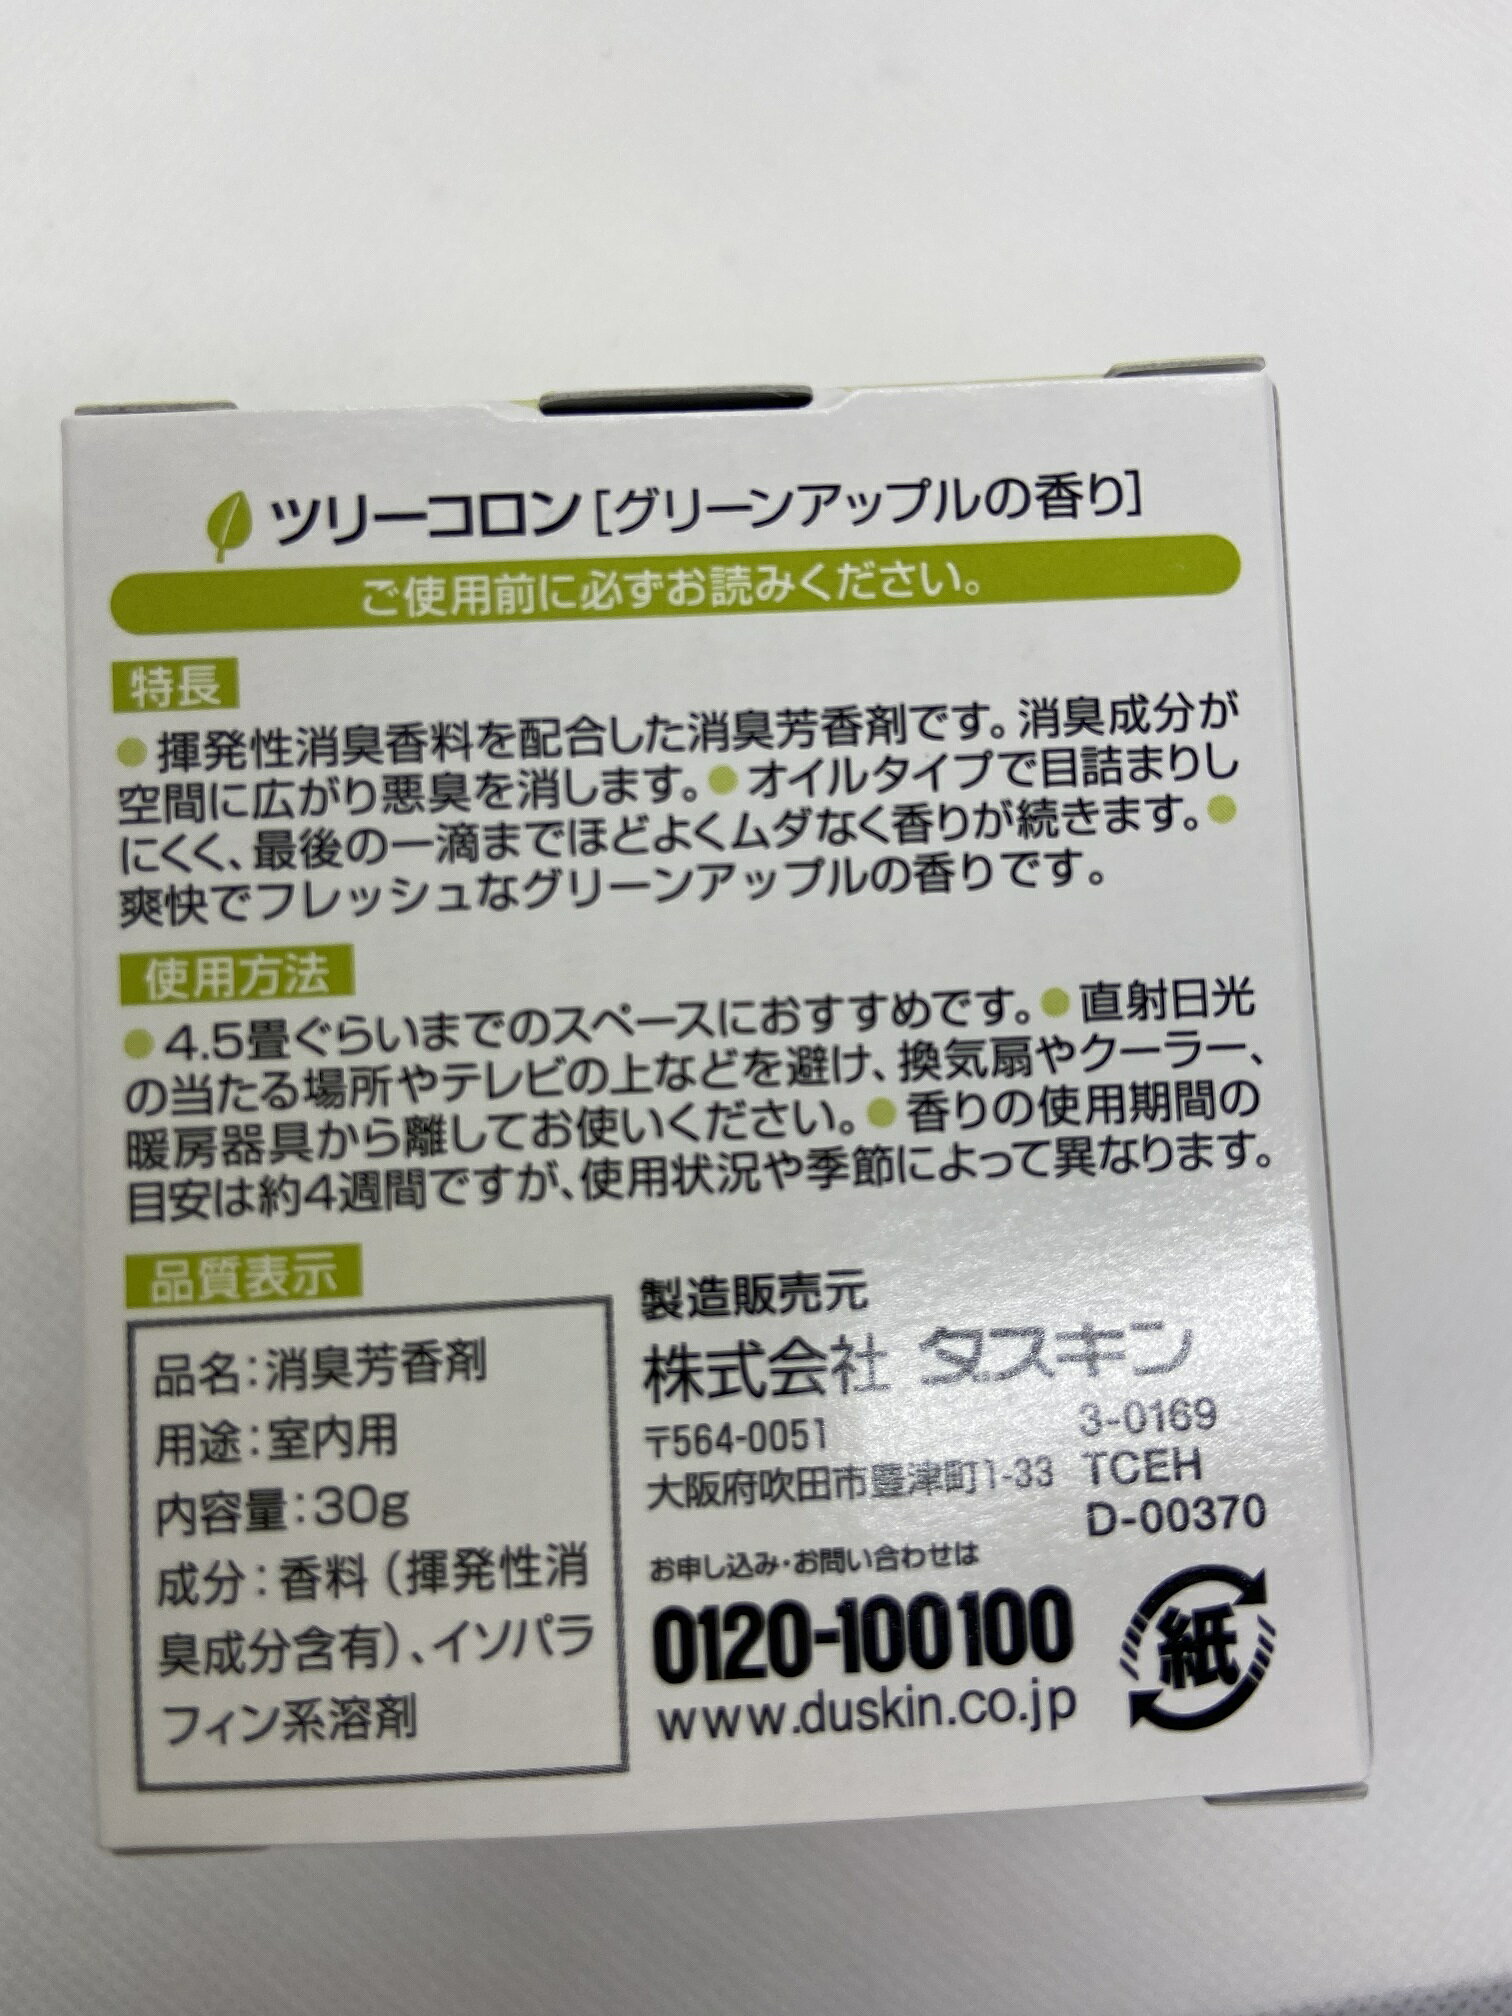 ツリーコロン[グリーンアップルの香り]
ご使用前に必ずお読みください。
特長
●揮発性消臭香料を配合した消臭芳香剤です。消臭成分が
空間に広がり悪臭を消します。●オイルタイプで目詰まりし
にくく、最後の一滴までほどよくムダなく香りが続きます。●
爽快でフレッシュなグリーンアップルの香りです。
使用方法
●4.5畳ぐらいまでのスペースにおすすめです。●直射日光
の当たる場所やテレビの上などを避け、換気扇やクーラー、
暖房器具から離してお使いください。●香りの使用期間の
目安は約4週間ですが、使用状況や季節によって異なります。
品質表示
品名：消臭芳香剤
用途：室内用
内容量：30g
成分：香料（揮発性消
臭成分含有）、イソパラ
フィン系溶剤
製造販売元
株式会社 ダスキン
〒564-0051
大阪府吹田市豊津町1-33
3-0169
TCEH
D-00370
お申し込み・お問い合わせは
0120-100100
www.duskin.co.jp
紙